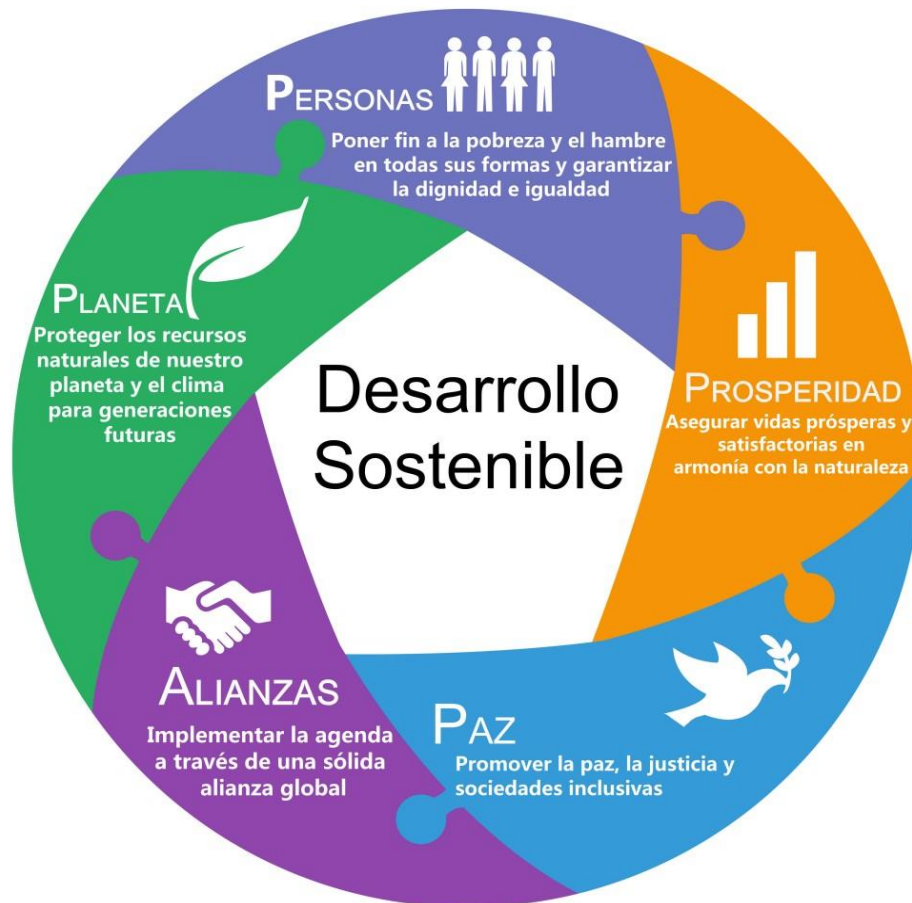 PERSONAS
Poner fin a la pobreza y el hambre
en todas sus formas y garantizar
la dignidad e igualdad
PLANETA
Proteger los recursos
naturales de nuestro
planeta y el clima
para generaciones
futuras
Desarrollo
Sostenible
PROSPERIDAD
Asegurar vidas prósperas y
satisfactorias en
armonía con la naturaleza
ALIANZAS
Implementar la agenda
a través de una sólida
alianza global
PAZ
Promover la paz, la justicia y
sociedades inclusivas